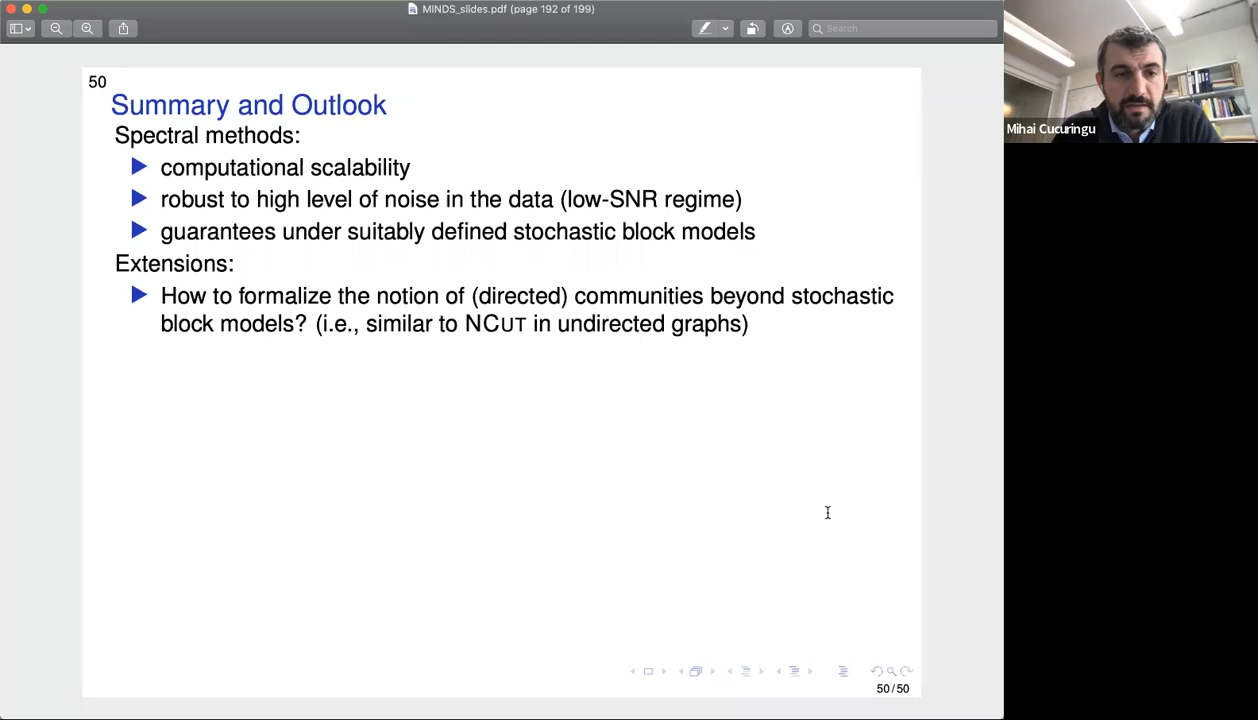 MINDS_slides.pdf (page 192 of 199)
Search
50
Summary and Outlook
Spectral methods:
computational scalability
robust to high level of noise in the data (low-SNR regime)
guarantees under suitably defined stochastic block models
Extensions:
How to formalize the notion of (directed) communities beyond stochastic
block models? (i.e., similar to NCUT in undirected graphs)
50/50
Mihai Cucuringu